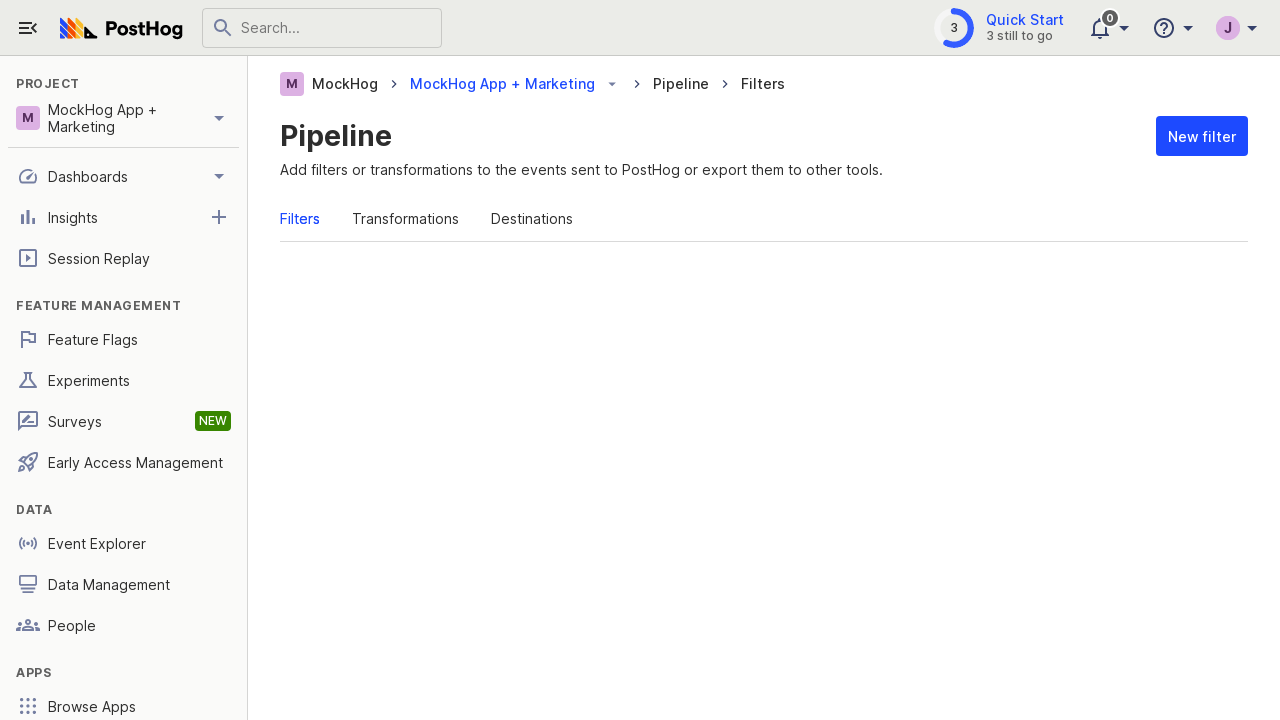 PostHog
Search...
3
Quick Start
3 still to go
0
J
PROJECT
M
MockHog App +
Marketing
Dashboards
Insights
Session Replay
FEATURE MANAGEMENT
Feature Flags
Experiments
Surveys
NEW
Early Access Management
DATA
Event Explorer
Data Management
People
APPS
Browse Apps
M MockHog > MockHog App + Marketing > Pipeline > Filters
Pipeline
New filter
Add filters or transformations to the events sent to PostHog or export them to other tools.
Filters Transformations Destinations